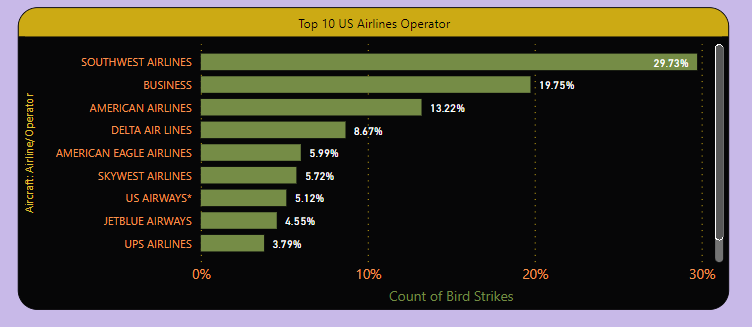 Top 10 US Airlines Operator
Aircraft: Airline/Operator
SOUTHWEST AIRLINES 29.73%
BUSINESS 19.75%
AMERICAN AIRLINES 13.22%
DELTA AIR LINES 8.67%
AMERICAN EAGLE AIRLINES 5.99%
SKYWEST AIRLINES 5.72%
US AIRWAYS* 5.12%
JETBLUE AIRWAYS 4.55%
UPS AIRLINES 3.79%
0% 10% 20% 30%
Count of Bird Strikes